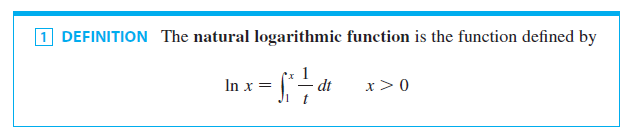 1 DEFINITION The natural logarithmic function is the function defined by
ln x = ∫₁ˣ 1/t dt x > 0